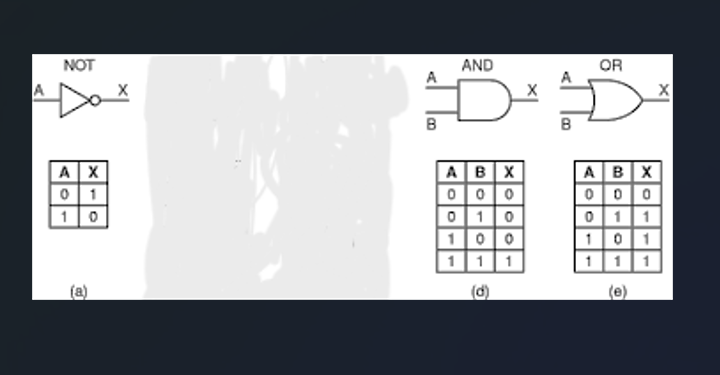 NOT
A X
A X
0 1
1 0
(a)
AND
A
B
X
A B X
0 0 0
0 1 0
1 0 0
1 1 1
(d)
OR
A
B
X
A B X
0 0 0
0 1 1
1 0 1
1 1 1
(e)